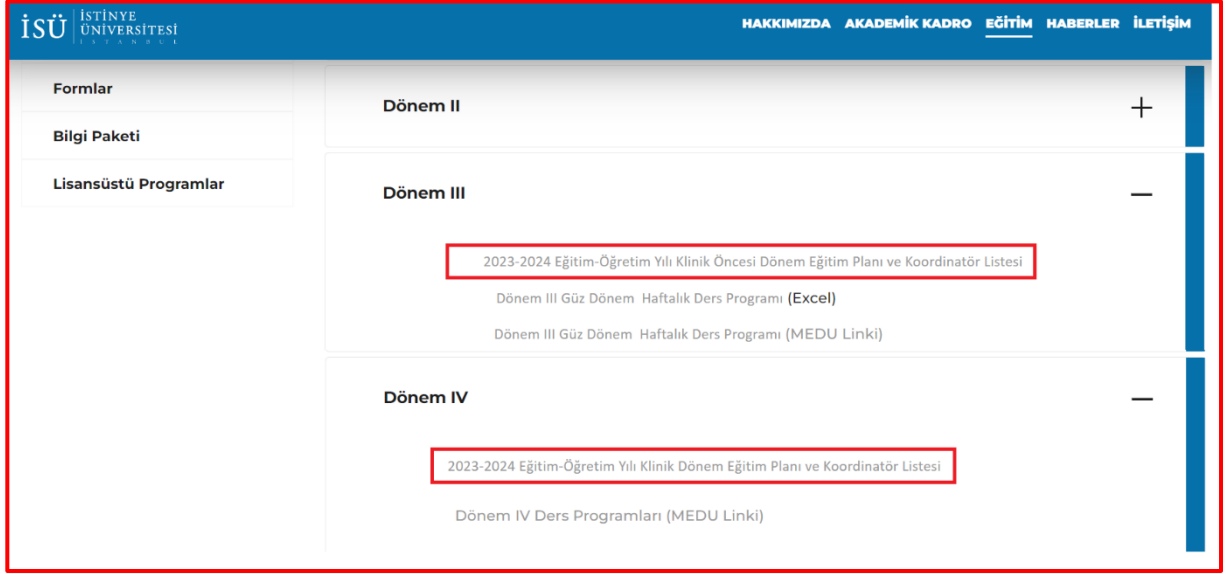 İSÜ
İSTİNYE
ÜNİVERSİTESİ
İSTANBUL
HAKKIMIZDA AKADEMİK KADRO EĞİTİM HABERLER İLETİŞİM
Formlar
Bilgi Paketi
Lisansüstü Programlar
Dönem II
Dönem III
2023-2024 Eğitim-Öğretim Yılı Klinik Öncesi Dönem Eğitim Planı ve Koordinatör Listesi
Dönem III Güz Dönem Haftalık Ders Programı (Excel)
Dönem III Güz Dönem Haftalık Ders Programı (MEDU Linki)
Dönem IV
2023-2024 Eğitim-Öğretim Yılı Klinik Dönem Eğitim Planı ve Koordinatör Listesi
Dönem IV Ders Programları (MEDU Linki)